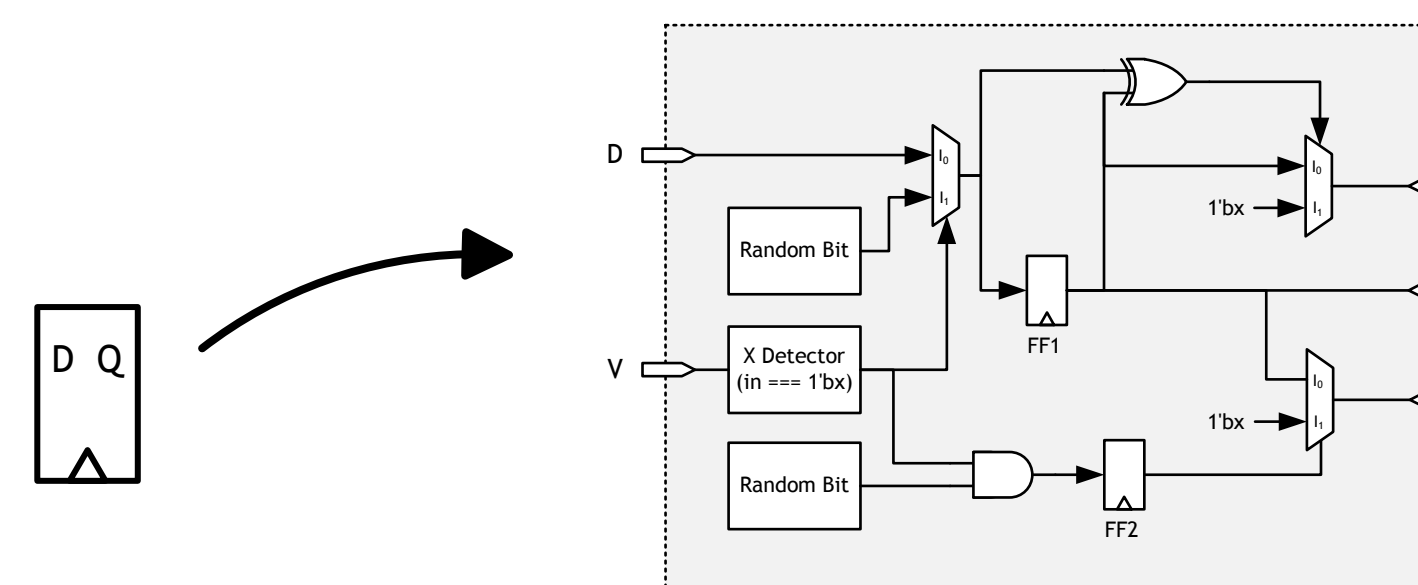 D Q
D
V
Random Bit
X Detector
(in === 1'bx)
Random Bit
I₀
I₁
FF1
FF2
I₀
1'bx
I₁
I₀
1'bx
I₁